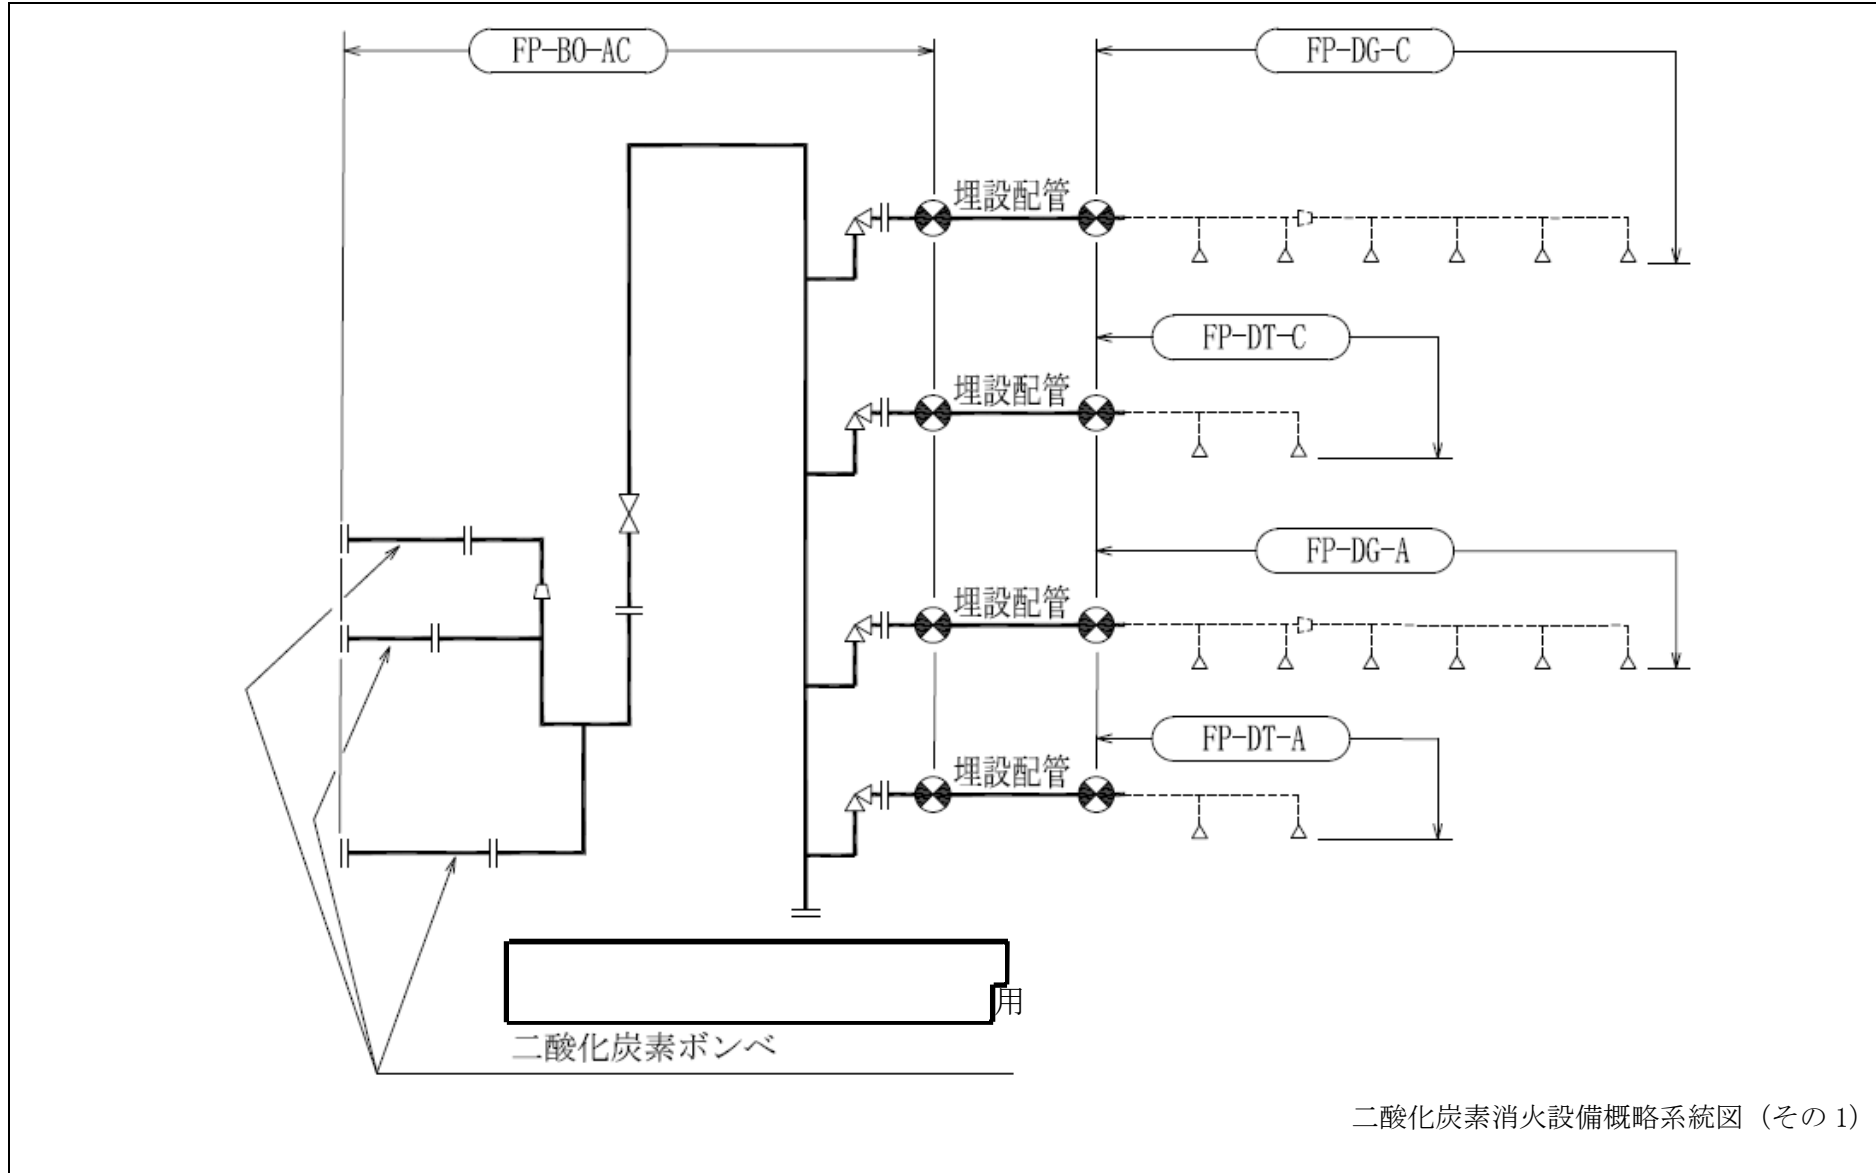 FP-BO-AC
FP-DG-C
埋設配管
FP-DT-C
埋設配管
FP-DG-A
埋設配管
FP-DT-A
埋設配管
用
二酸化炭素ボンベ
二酸化炭素消火設備概略系統図（その 1）